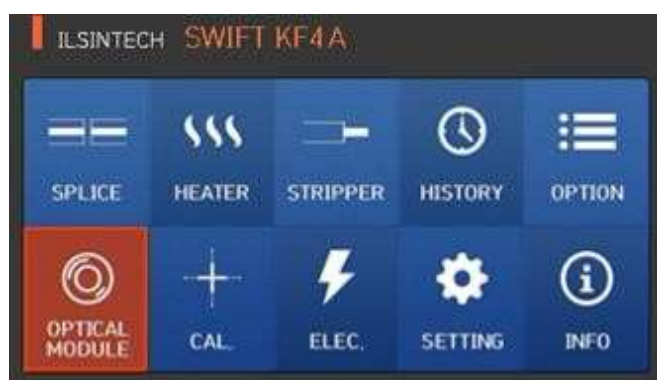 ILSINTECH SWIFT KF4A
SPLICE HEATER STRIPPER HISTORY OPTION
OPTICAL MODULE CAL. ELEC. SETTING INFO